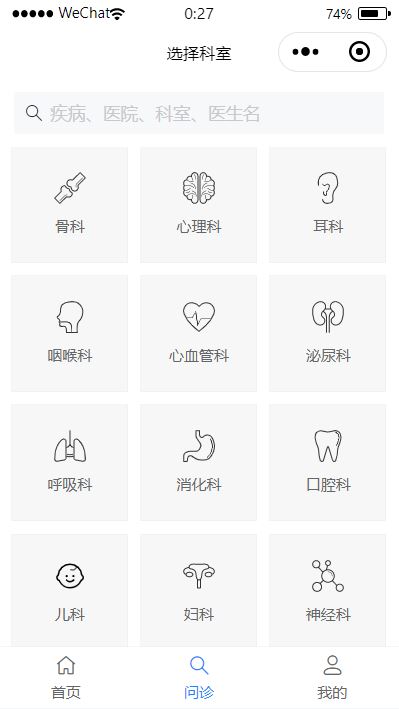 WeChat 0:27 74%
选择科室
疾病、医院、科室、医生名
骨科 心理科 耳科
咽喉科 心血管科 泌尿科
呼吸科 消化科 口腔科
儿科 妇科 神经科
首页 问诊 我的